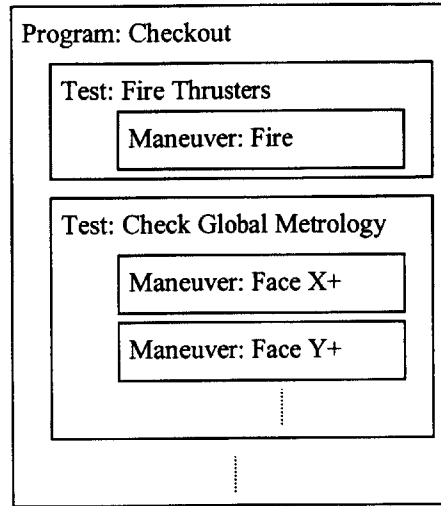 Program: Checkout
Test: Fire Thrusters
Maneuver: Fire
Test: Check Global Metrology
Maneuver: Face X+
Maneuver: Face Y+